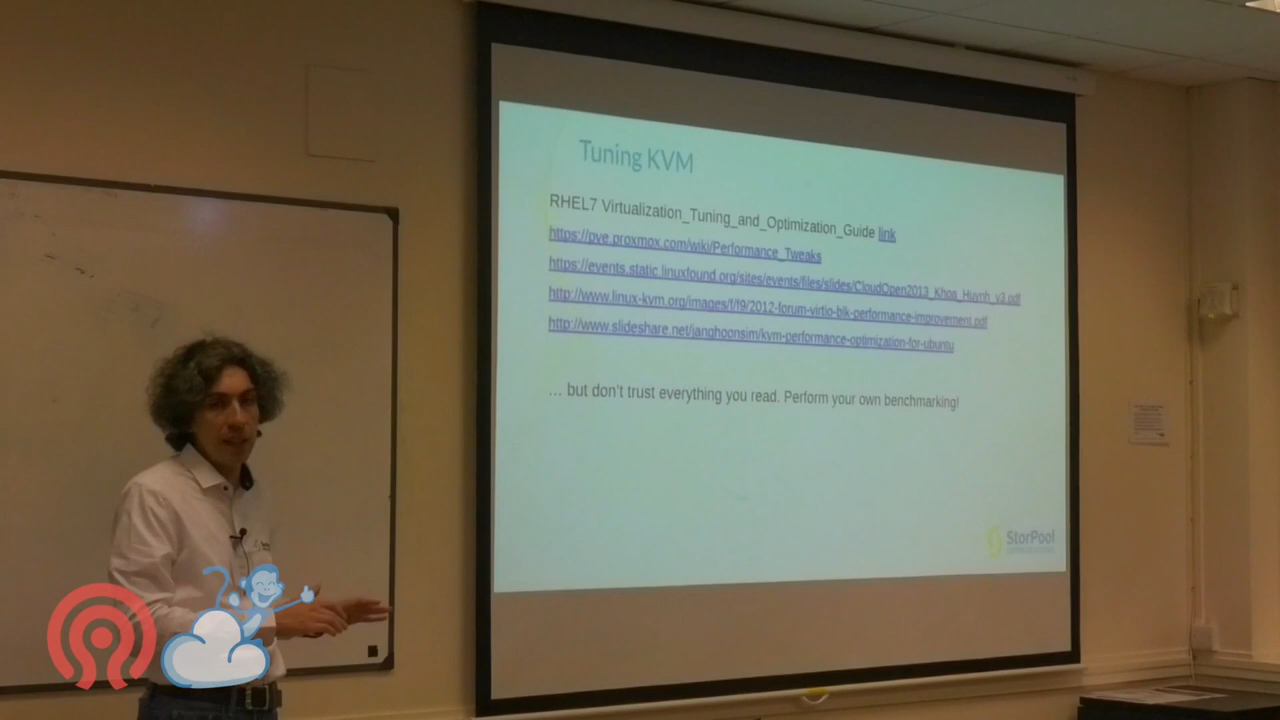 Tuning KVM
RHEL7 Virtualization_Tuning_and_Optimization_Guide link
https://pve.proxmox.com/wiki/Performance_Tweaks
https://events.static.linuxfound.org/sites/events/files/slides/CloudOpen2013_Khoa_Huynh_v3.pdf
http://www.linux-kvm.org/images/f/f9/2012-forum-virtio-blk-performance-improvement.pdf
http://www.slideshare.net/janghoonsim/kvm-performance-optimization-for-ubuntu
… but don't trust everything you read. Perform your own benchmarking!
StorPool